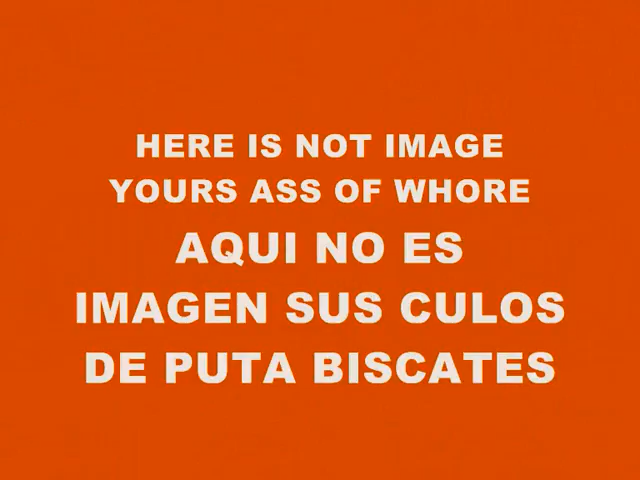 HERE IS NOT IMAGE
YOURS ASS OF WHORE
AQUI NO ES
IMAGEN SUS CULOS
DE PUTA BISCATES